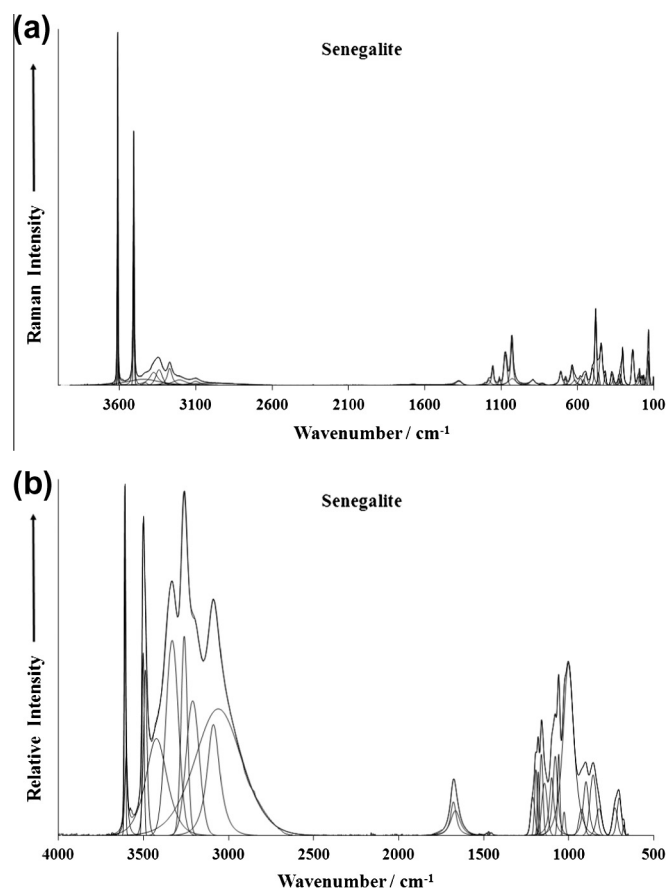 (a)
Senegalite
Raman Intensity
3600 3100 2600 2100 1600 1100 600 100
Wavenumber / cm-1
(b)
Senegalite
Relative Intensity
4000 3500 3000 2500 2000 1500 1000 500
Wavenumber / cm-1